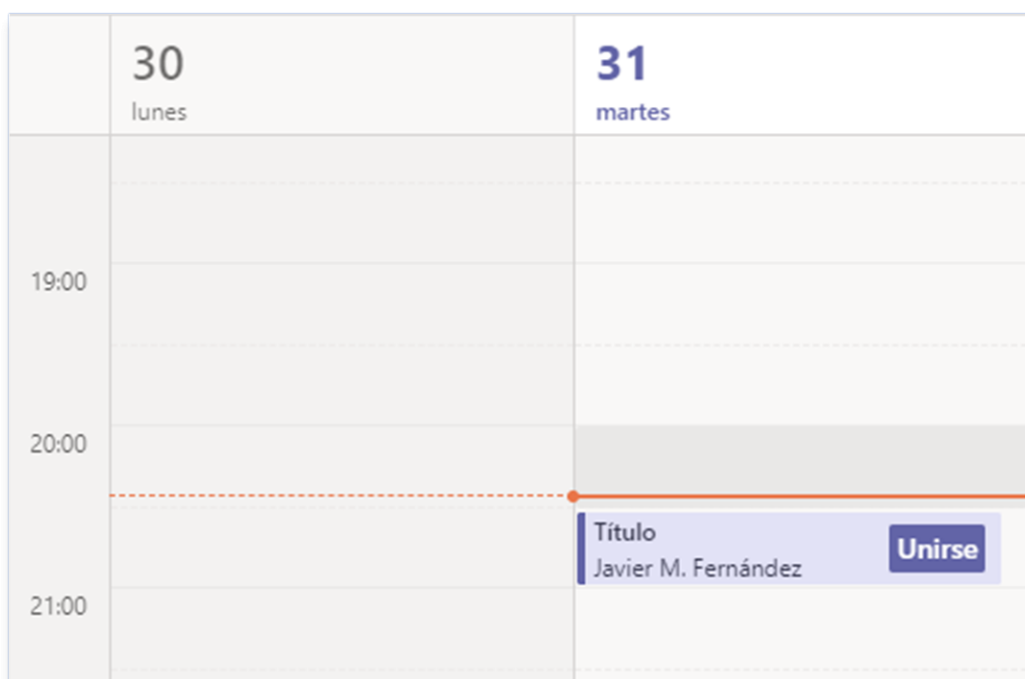 30
lunes
31
martes
19:00
20:00
Título
Javier M. Fernández
Unirse
21:00